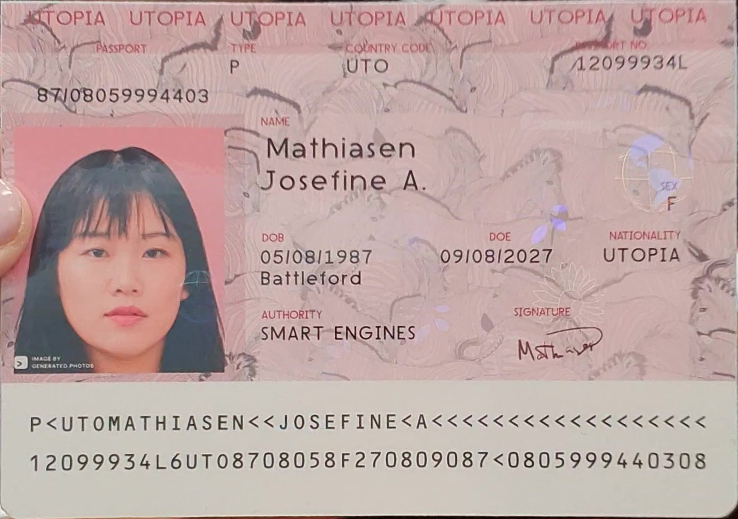 UTOPIA UTOPIA UTOPIA UTOPIA UTOPIA UTOPIA UTOPIA
PASSPORT TYPE COUNTRY CODE PASSPORT NO
P UTO 12099934L
87/08059994403
NAME
Mathiasen
Josefine A.
SEX
F
DOB DOE NATIONALITY
05/08/1987 09/08/2027 UTOPIA
Battleford
AUTHORITY SIGNATURE
SMART ENGINES
IMAGE BY
GENERATED.PHOTOS
P<UTOMATHIASEN<<JOSEFINE<A<<<<<<<<<<<<<<<<<<
12099934L6UTO8708058F270809087<0805999440308